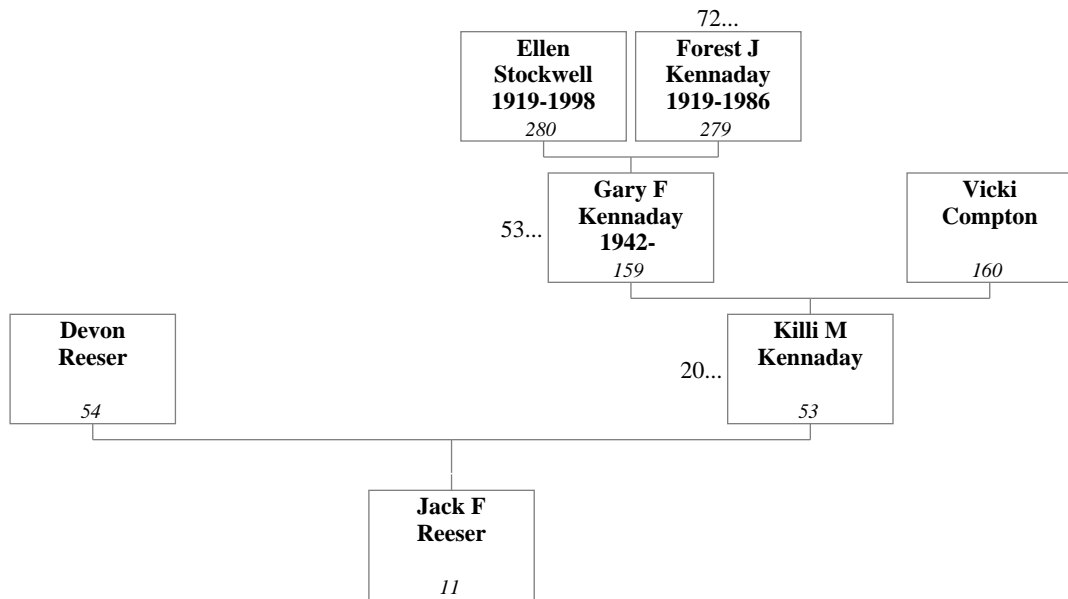 72...
Ellen
Stockwell
1919-1998
280
Forest J
Kennaday
1919-1986
279
53...
Gary F
Kennaday
1942-
159
Vicki
Compton
160
Devon
Reeser
54
20...
Killi M
Kennaday
53
Jack F
Reeser
11